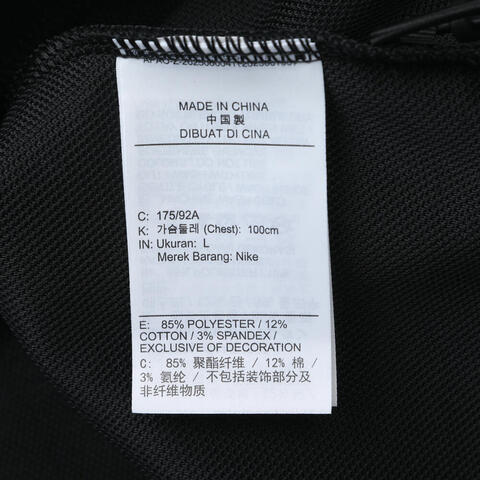 MADE IN CHINA
中国製
DIBUAT DI CINA
C: 175/92A
K: 가슴둘레 (Chest): 100cm
IN: Ukuran: L
Merek Barang: Nike
E: 85% POLYESTER / 12%
COTTON / 3% SPANDEX /
EXCLUSIVE OF DECORATION
C: 85% 聚酯纤维 / 12% 棉 /
3% 氨纶 / 不包括装饰部分及
非纤维物质